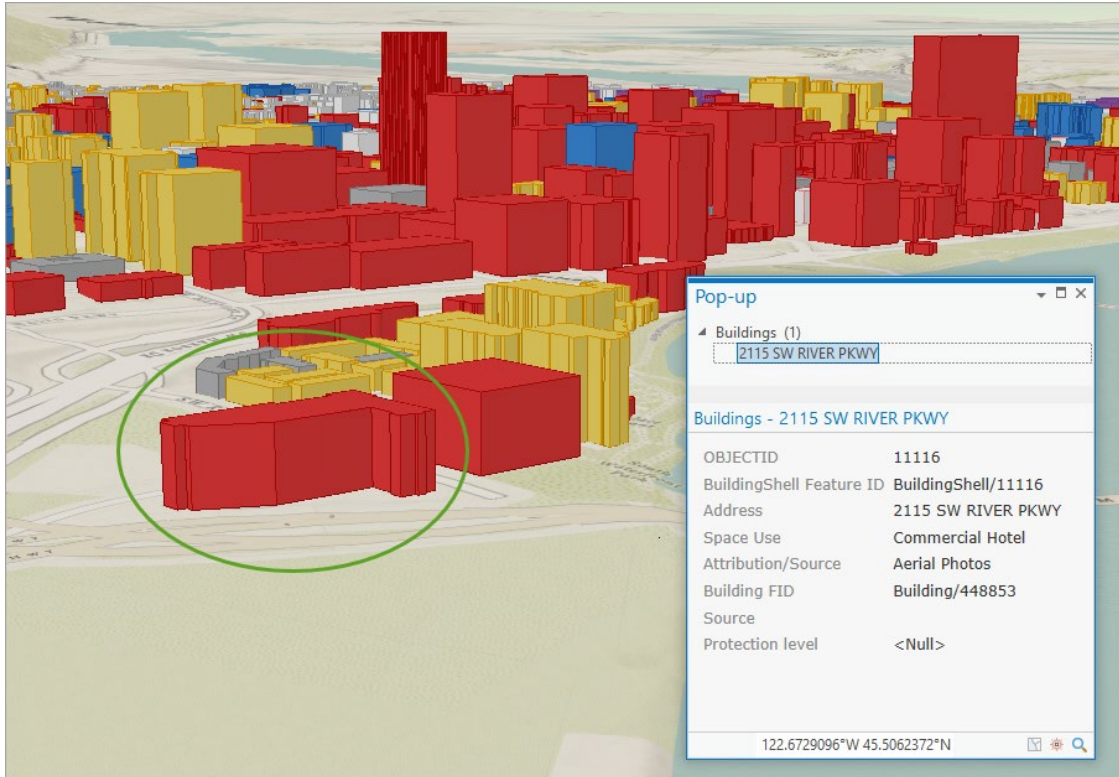 Pop-up
Buildings (1)
2115 SW RIVER PKWY
Buildings - 2115 SW RIVER PKWY
OBJECTID 11116
BuildingShell Feature ID BuildingShell/11116
Address 2115 SW RIVER PKWY
Space Use Commercial Hotel
Attribution/Source Aerial Photos
Building FID Building/448853
Source
Protection level <Null>
122.6729096°W 45.5062372°N